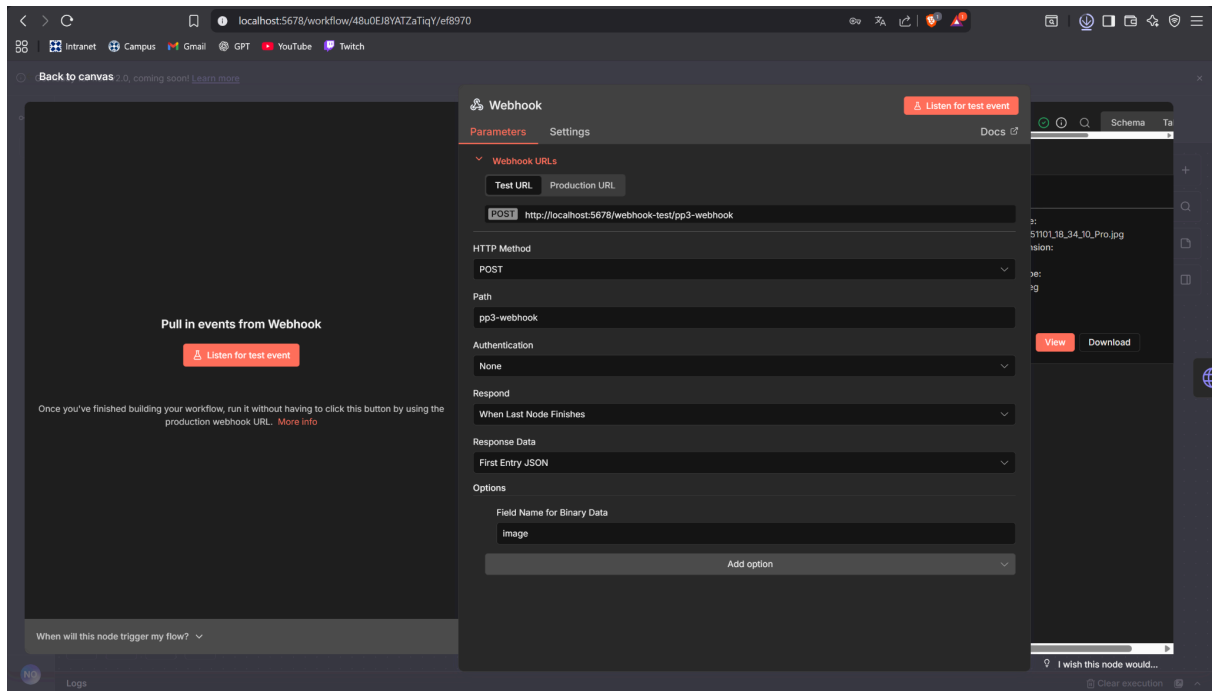 localhost:5678/workflow/48u0EJ8YATZaTiqY/ef8970
Intranet Campus Gmail GPT YouTube Twitch
Back to canvas 2.0, coming soon! Learn more
Webhook
Listen for test event
Parameters Settings Docs
Schema
Webhook URLs
Test URL Production URL
POST http://localhost:5678/webhook-test/pp3-webhook
HTTP Method
POST
51101_18_34_10_Pro.jpg
Path
pp3-webhook
Pull in events from Webhook
Listen for test event
Authentication
None
View Download
Respond
When Last Node Finishes
Once you've finished building your workflow, run it without having to click this button by using the
production webhook URL. More info
Response Data
First Entry JSON
Options
Field Name for Binary Data
image
Add option
When will this node trigger my flow?
I wish this node would...
NO
Logs
Clear execution